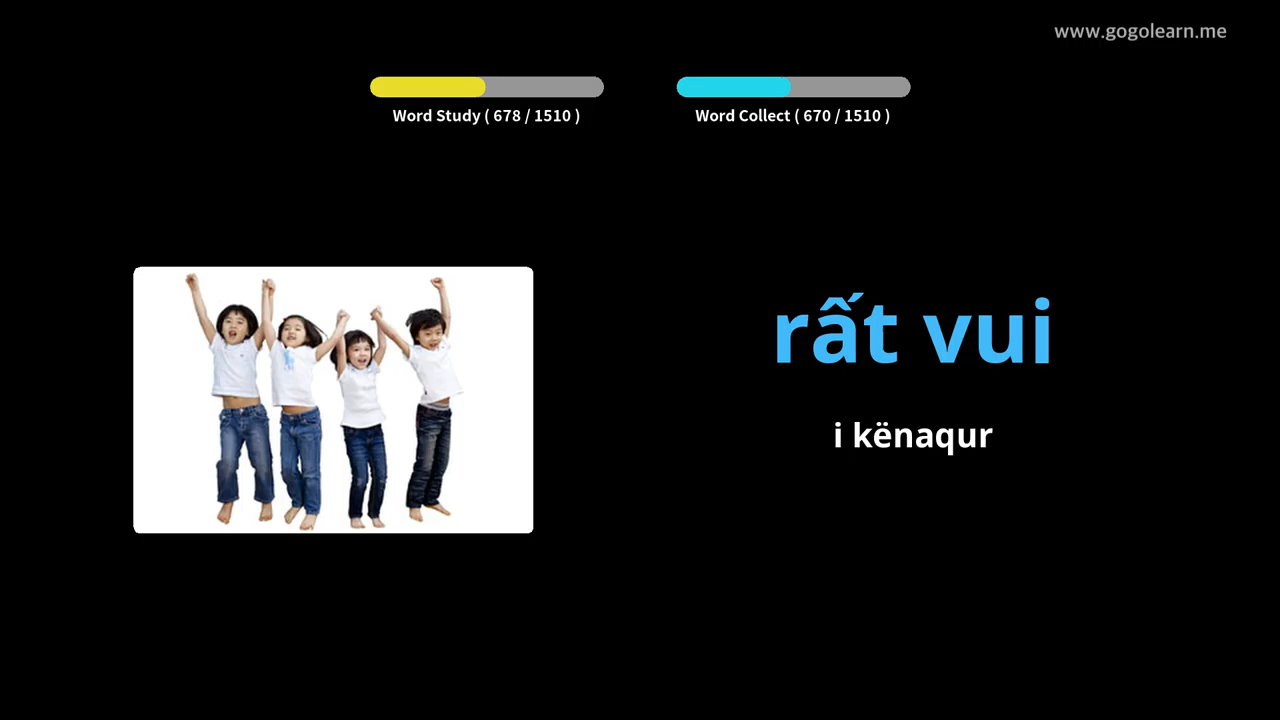 www.gogolearn.me
Word Study ( 678 / 1510 )
Word Collect ( 670 / 1510 )
rất vui
i kënaqur